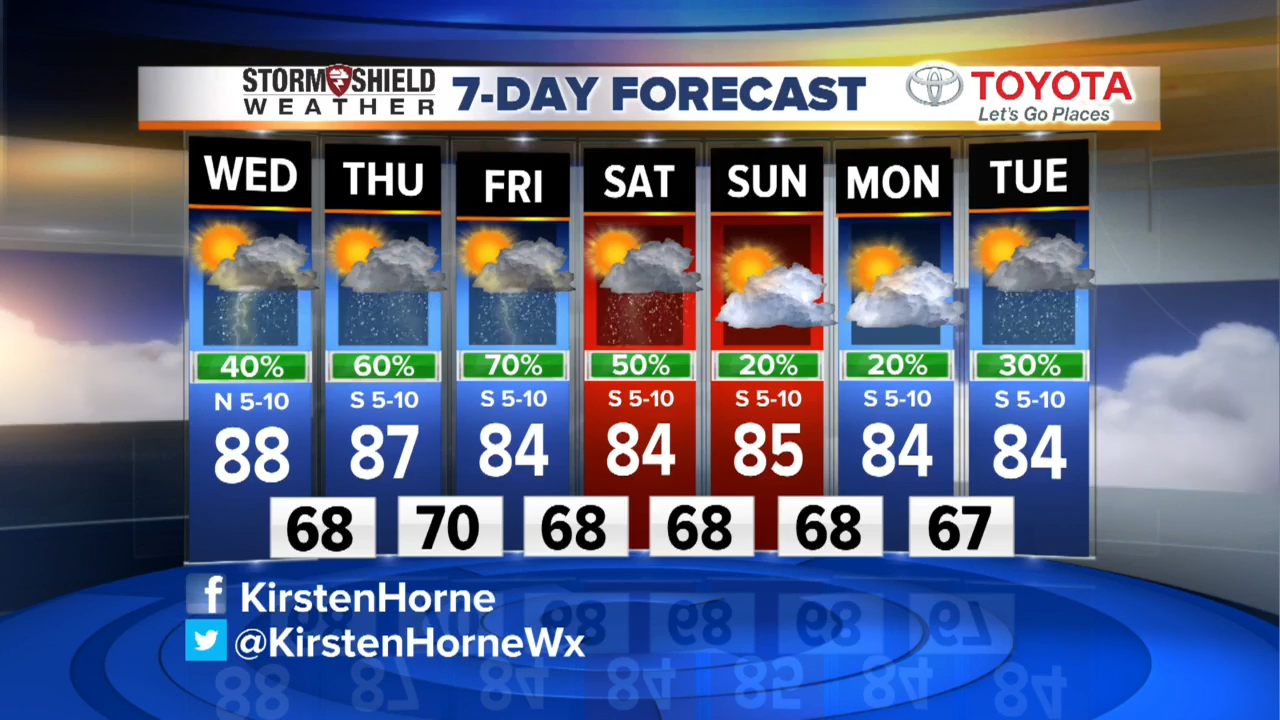 STORM SHIELD
WEATHER
7-DAY FORECAST
TOYOTA
Let's Go Places
WED THU FRI SAT SUN MON TUE
40% 60% 70% 50% 20% 20% 30%
N 5-10 S 5-10 S 5-10 S 5-10 S 5-10 S 5-10 S 5-10
88 87 84 84 85 84 84
68 70 68 68 68 67
f KirstenHorne
@KirstenHorneWx